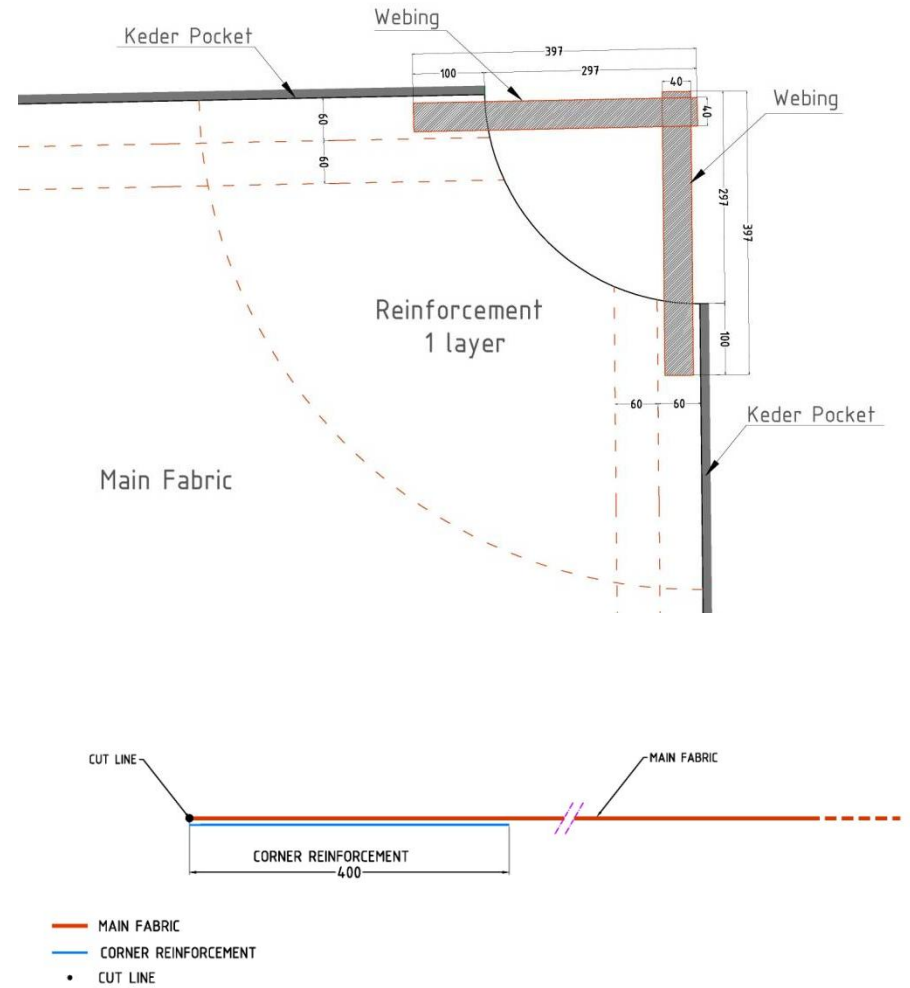 Webing
Keder Pocket
397
100
297
40
40
Webing
60
60
297
397
Reinforcement
1 layer
100
60
60
Keder Pocket
Main Fabric
CUT LINE
MAIN FABRIC
CORNER REINFORCEMENT
400
MAIN FABRIC
CORNER REINFORCEMENT
CUT LINE